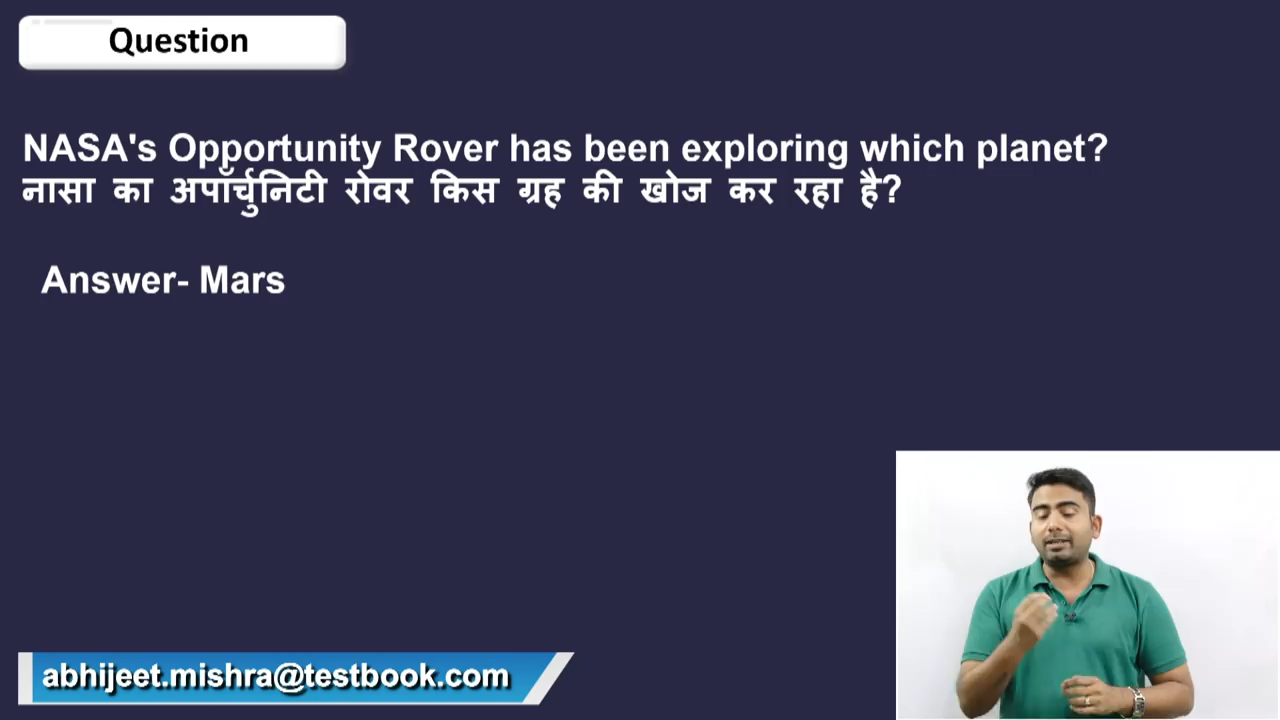 Question
NASA's Opportunity Rover has been exploring which planet?
नासा का अपॉर्चुनिटी रोवर किस ग्रह की खोज कर रहा है?
Answer- Mars
abhijeet.mishra@testbook.com